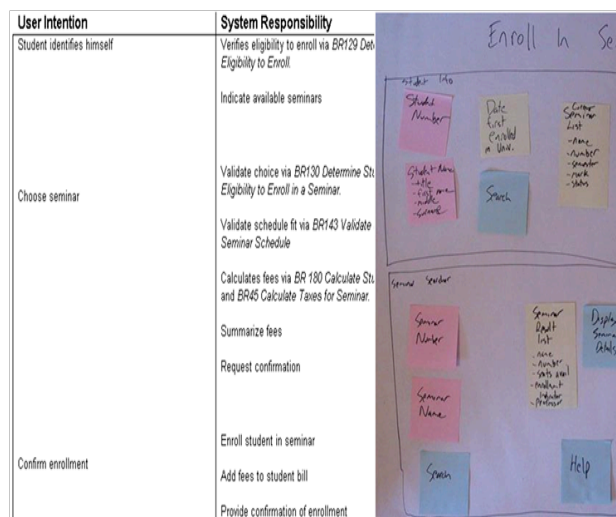 User Intention
System Responsibility
Student identifies himself
Verifies eligibility to enroll via BR129 Dete
Eligibility to Enroll.
Indicate available seminars
Choose seminar
Validate choice via BR130 Determine Stu
Eligibility to Enroll in a Seminar.
Validate schedule fit via BR143 Validate
Seminar Schedule
Calculates fees via BR 180 Calculate Stu
and BR45 Calculate Taxes for Seminar.
Summarize fees
Request confirmation
Enroll student in seminar
Confirm enrollment
Add fees to student bill
Provide confirmation of enrollment
Enroll In Se
Student Info
Student
Number
Date
first
enrolled
in Univ.
Seminar
List
-name
-number
-semester
-mark
-status
Student Name
-title
-first name
-middle
-surname
Search
Seminar
Seminar
Number
Seminar
Name
Search
Seminar
Result
list
-name
-number
-seats avail
-enrollment
indicator
-professor
Display
Seminar
Details
Help